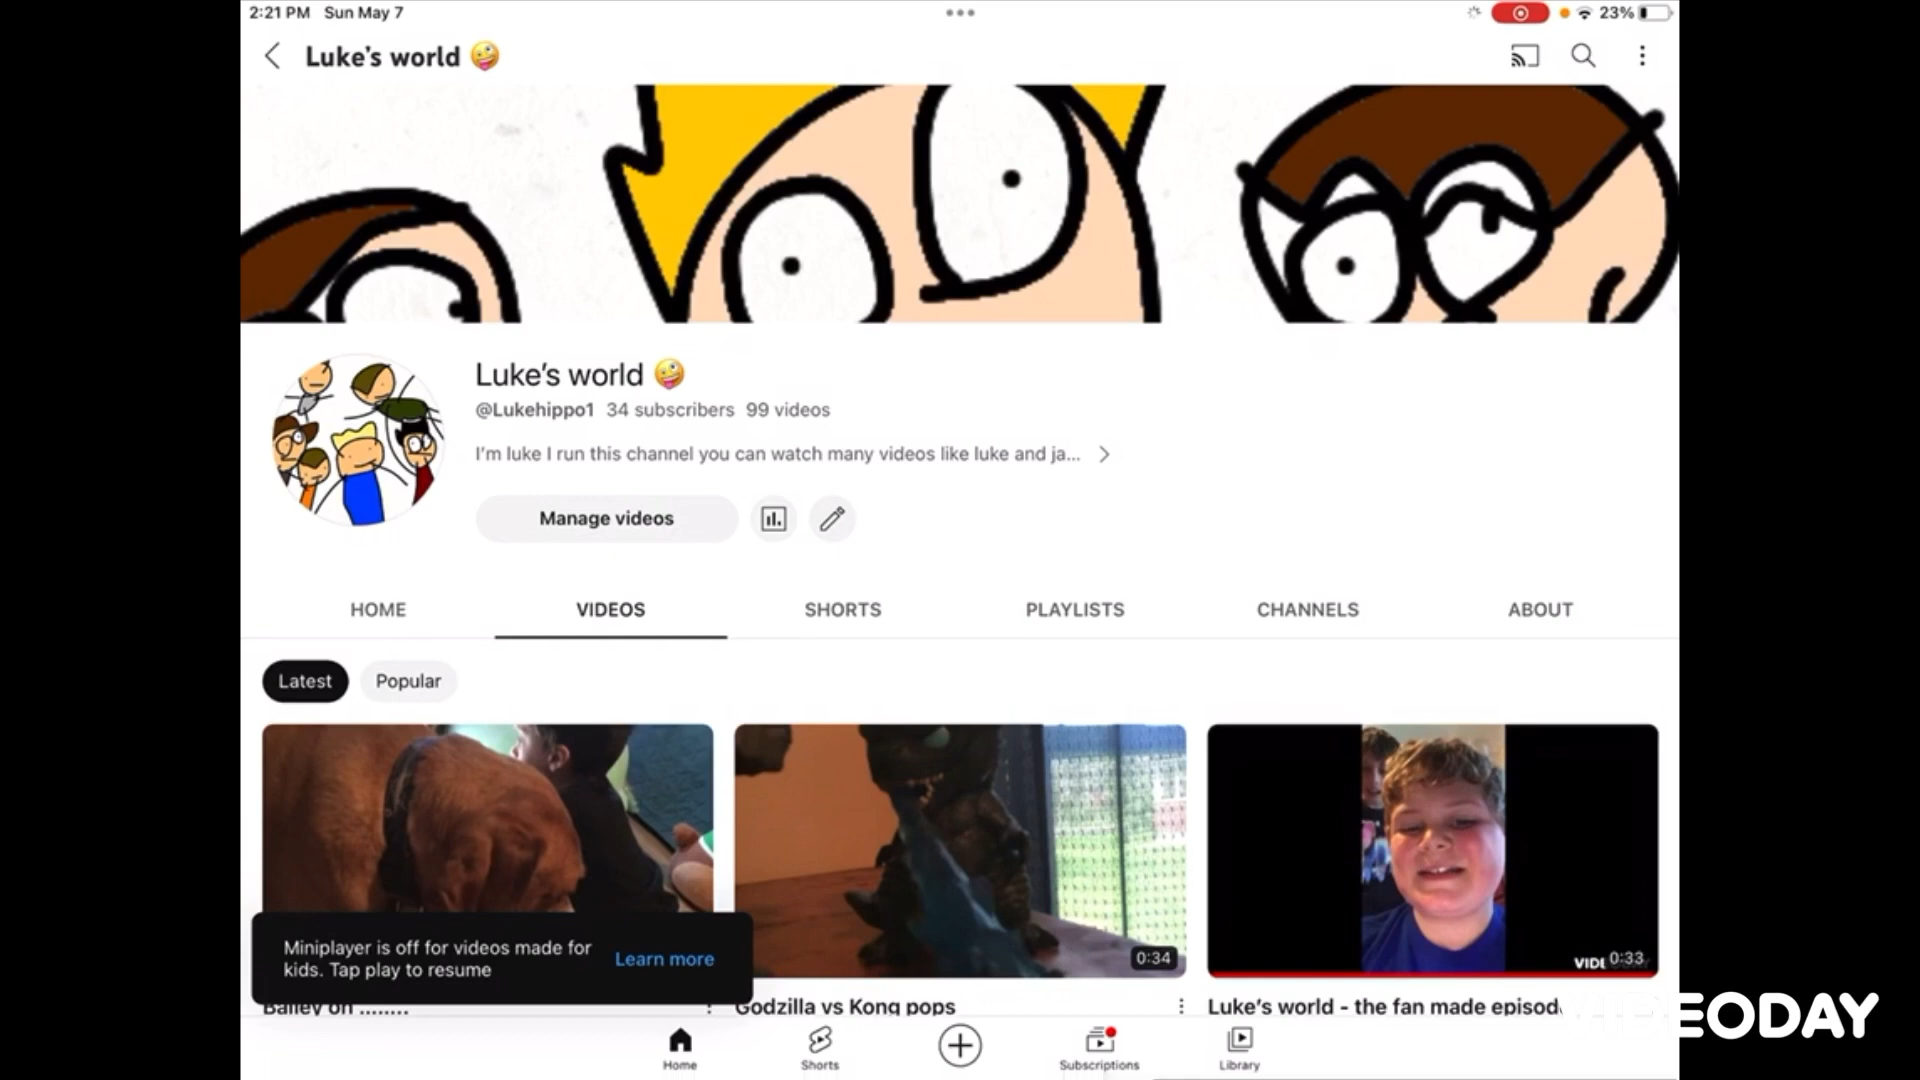 2:21 PM Sun May 7
23%
Luke's world 🤪
Luke's world 🤪
@Lukehippo1 34 subscribers 99 videos
I'm luke I run this channel you can watch many videos like luke and ja...
Manage videos
HOME VIDEOS SHORTS PLAYLISTS CHANNELS ABOUT
Latest Popular
0:34
0:33
Miniplayer is off for videos made for
kids. Tap play to resume
Learn more
Bailey on ........
Godzilla vs Kong pops
Luke's world - the fan made episod
EODAY
Home Shorts Subscriptions Library